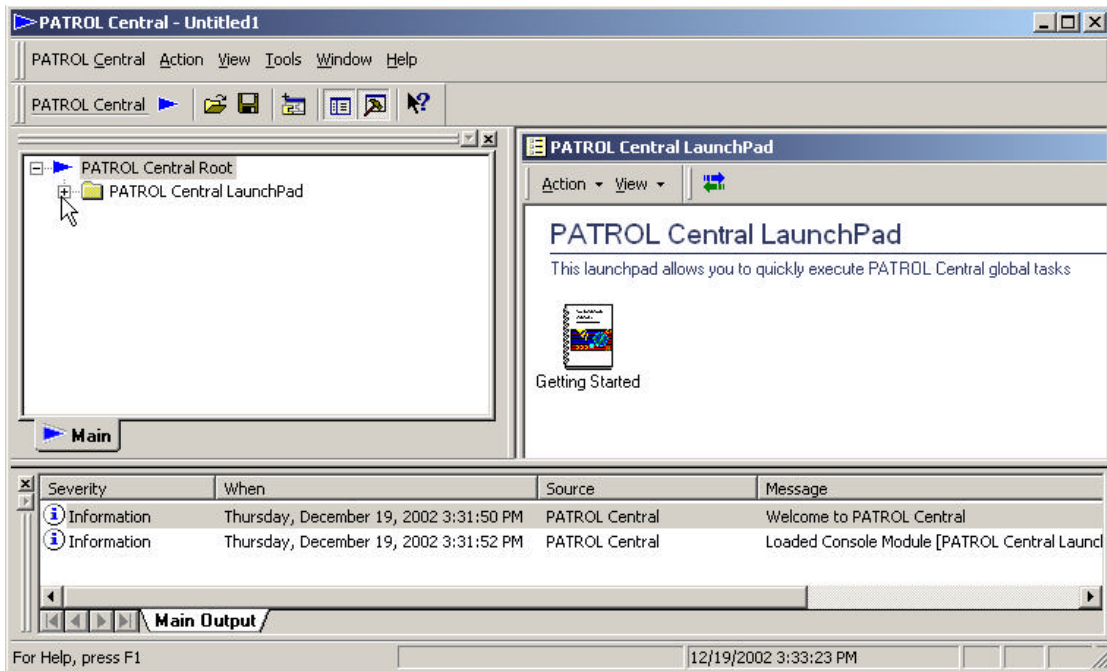 PATROL Central - Untitled1
PATROL Central Action View Tools Window Help
PATROL Central
PATROL Central Root
PATROL Central LaunchPad
Main
PATROL Central LaunchPad
Action View
PATROL Central LaunchPad
This launchpad allows you to quickly execute PATROL Central global tasks
Getting Started
Severity When Source Message
Information Thursday, December 19, 2002 3:31:50 PM PATROL Central Welcome to PATROL Central
Information Thursday, December 19, 2002 3:31:52 PM PATROL Central Loaded Console Module [PATROL Central Launcl
Main Output
For Help, press F1 12/19/2002 3:33:23 PM